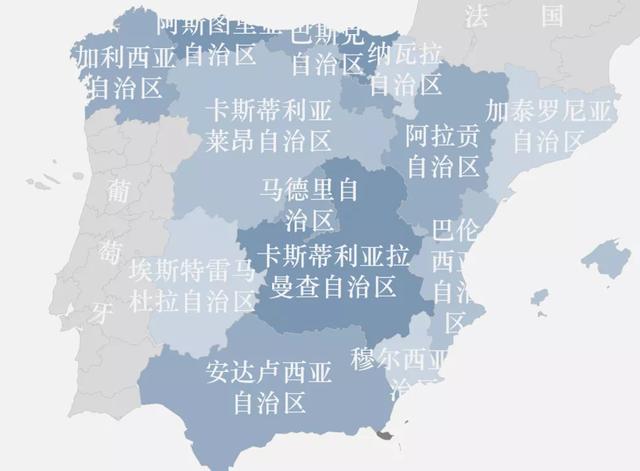 法 国
阿斯图里亚
自治区
巴斯克
自治区
加利西亚
自治区
纳瓦拉
自治区
卡斯蒂利亚
莱昂自治区
加泰罗尼亚
自治区
阿拉贡
自治区
葡
萄
牙
马德里自
治区
巴伦
西亚
自治
区
埃斯特雷马
杜拉自治区
卡斯蒂利亚拉
曼查自治区
安达卢西亚
自治区
穆尔西亚
治区